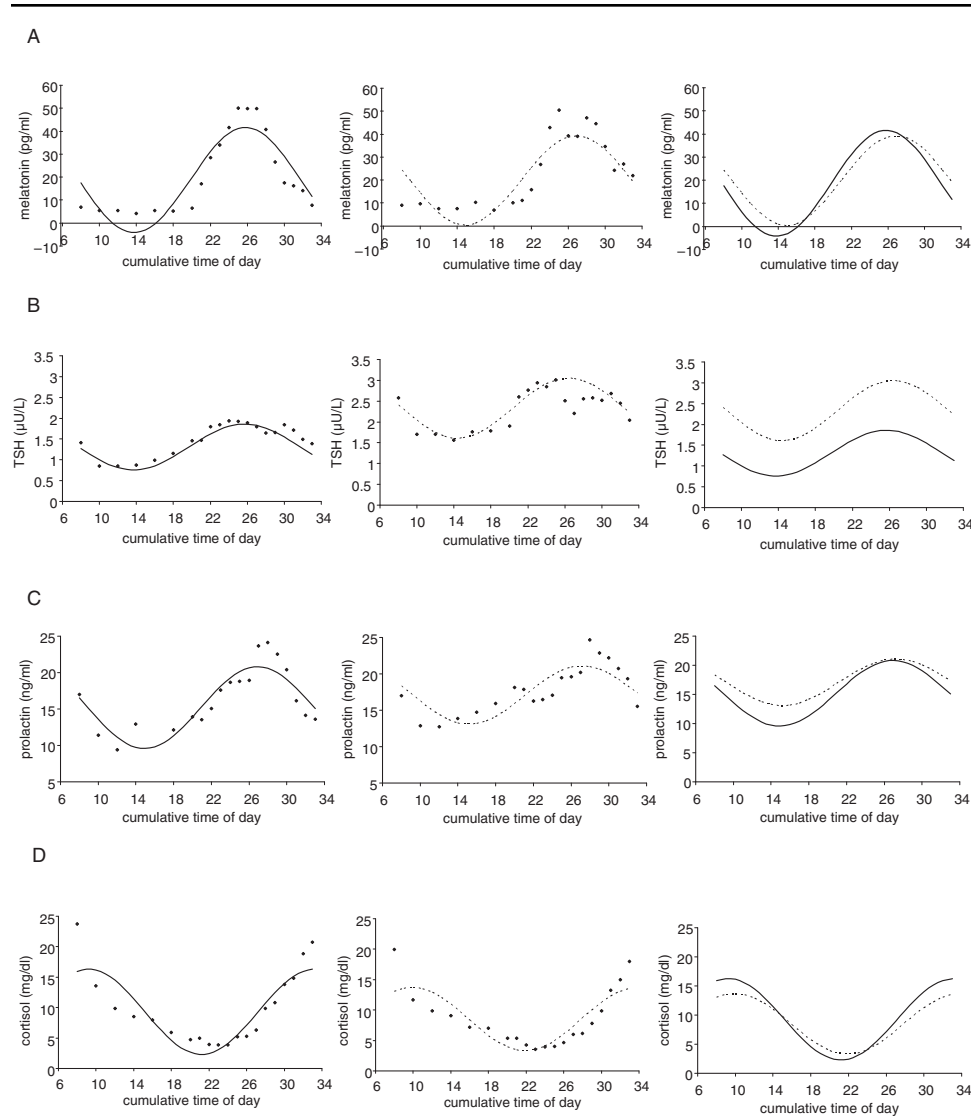 A
melatonin (pg/ml)
60
50
40
30
20
10
0
–10
6 10 14 18 22 26 30 34
cumulative time of day
melatonin (pg/ml)
60
50
40
30
20
10
0
–10
6 10 14 18 22 26 30 34
cumulative time of day
melatonin (pg/ml)
60
50
40
30
20
10
0
–10
6 10 14 18 22 26 30 34
cumulative time of day
B
TSH (μU/L)
3.5
3
2.5
2
1.5
1
0.5
0
6 10 14 18 22 26 30 34
cumulative time of day
TSH (μU/L)
3.5
3
2.5
2
1.5
1
0.5
0
6 10 14 18 22 26 30 34
cumulative time of day
TSH (μU/L)
3.5
3
2.5
2
1.5
1
0.5
0
6 10 14 18 22 26 30 34
cumulative time of day
C
prolactin (ng/ml)
25
20
15
10
5
6 10 14 18 22 26 30 34
cumulative time of day
prolactin (ng/ml)
25
20
15
10
5
6 10 14 18 22 26 30 34
cumulative time of day
prolactin (ng/ml)
25
20
15
10
5
0
6 10 14 18 22 26 30 34
cumulative time of day
D
cortisol (mg/dl)
25
20
15
10
5
0
6 10 14 18 22 26 30 34
cumulative time of day
cortisol (mg/dl)
25
20
15
10
5
0
6 10 14 18 22 26 30 34
cumulative time of day
cortisol (mg/dl)
25
20
15
10
5
0
6 10 14 18 22 26 30 34
cumulative time of day